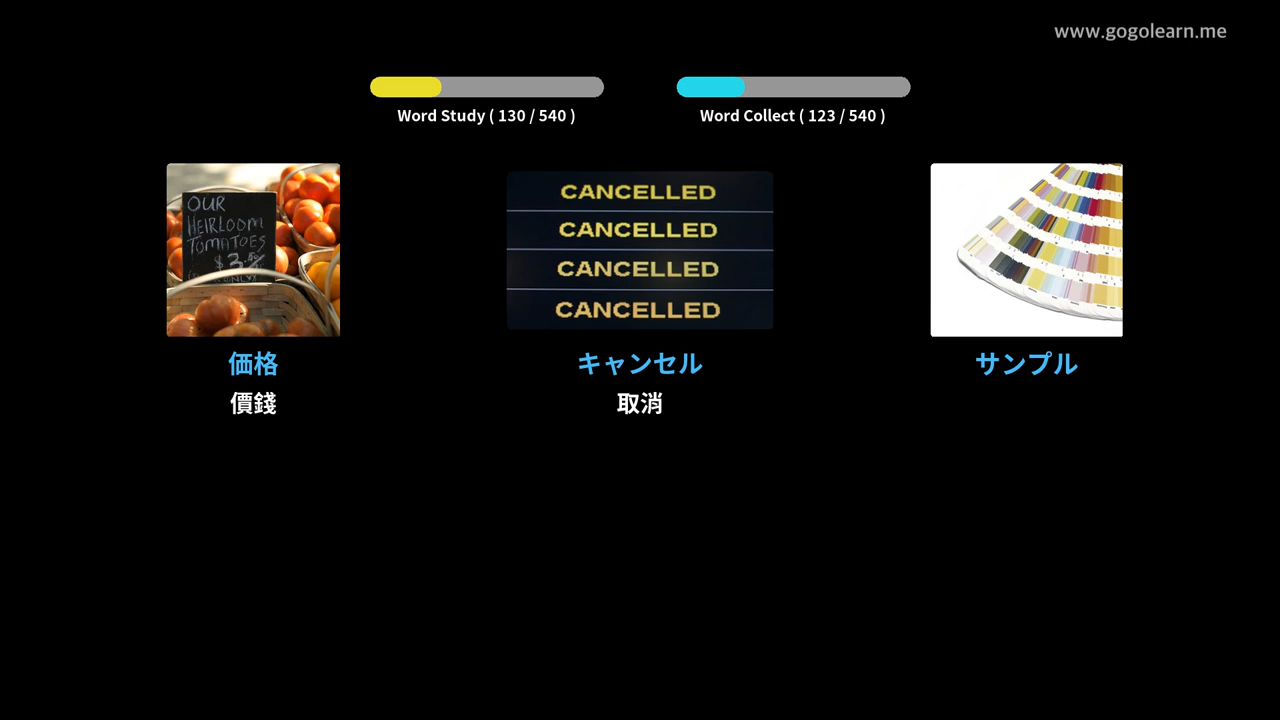 www.gogolearn.me
Word Study ( 130 / 540 )
Word Collect ( 123 / 540 )
OUR
HEIRLOOM
TOMATOES
CANCELLED
CANCELLED
CANCELLED
CANCELLED
価格
キャンセル
サンプル
價錢
取消